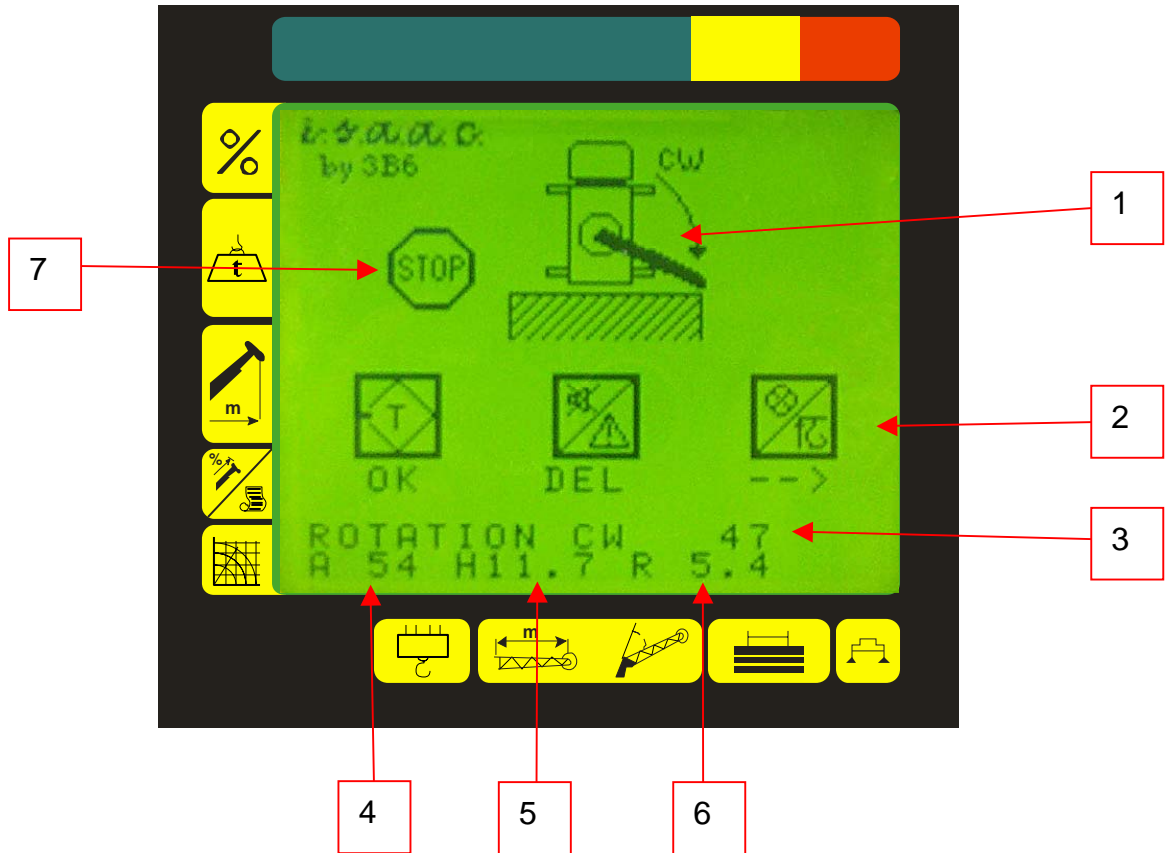 i.s.a.a.c.
by 3B6
CW
1
%
STOP
t
7
m
T
2
%
OK DEL -->
ROTATION CW 47
3
A 54 H11.7 R 5.4
m
4 5 6